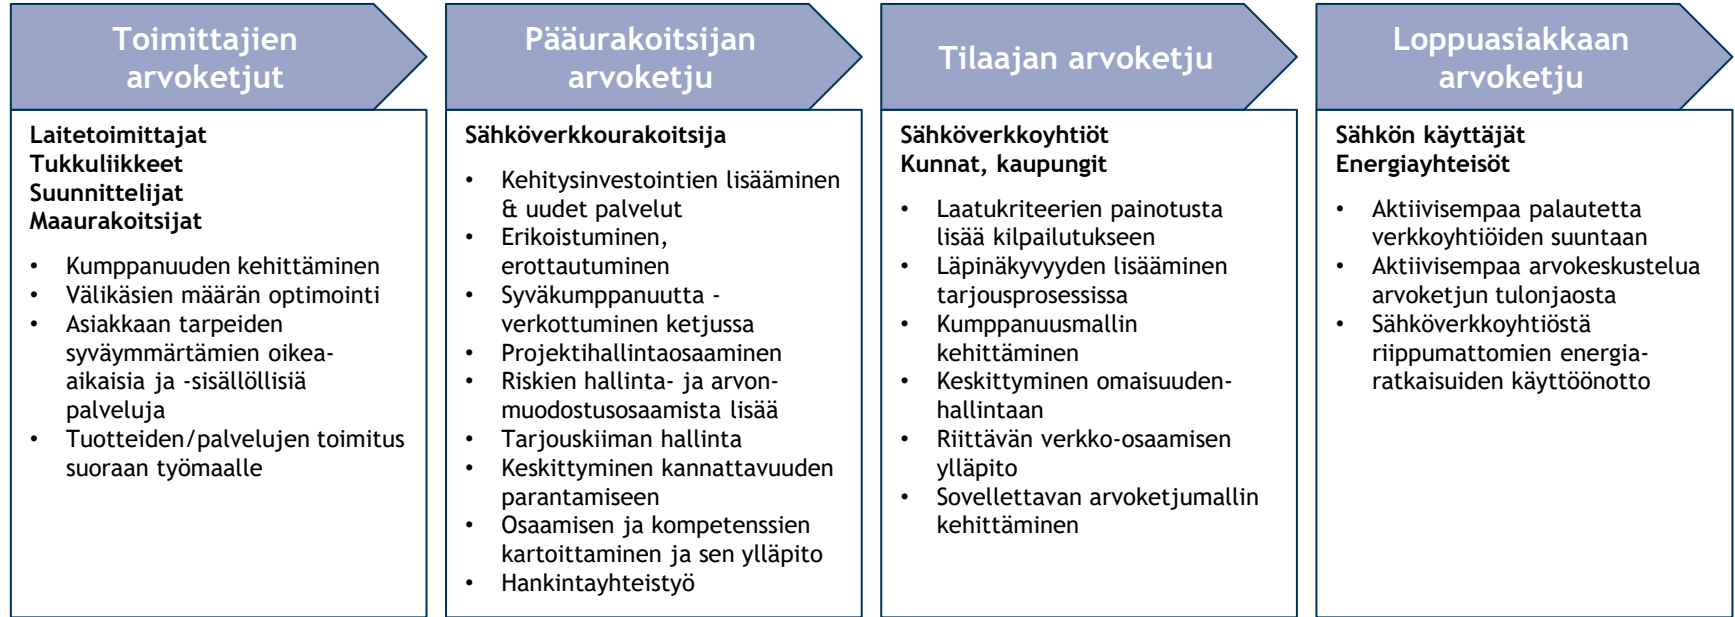 Toimittajien
arvoketjut
Laitetoimittajat
Tukkuliikkeet
Suunnittelijat
Maaurakoitsijat
• Kumppanuuden kehittäminen
• Välikäsien määrän optimointi
• Asiakkaan tarpeiden
syväymmärtämien oikea-
aikaisia ja -sisällöllisiä
palveluja
• Tuotteiden/palvelujen toimitus
suoraan työmaalle
Pääurakoitsijan
arvoketju
Sähköverkkourakoitsija
• Kehitysinvestointien lisääminen
& uudet palvelut
• Erikoistuminen,
erottautuminen
• Syväkumppanuutta -
verkottuminen ketjussa
• Projektihallintaosaaminen
• Riskien hallinta- ja arvon-
muodostusosaamista lisää
• Tarjouskiiman hallinta
• Keskittyminen kannattavuuden
parantamiseen
• Osaamisen ja kompetenssien
kartoittaminen ja sen ylläpito
• Hankintayhteistyö
Tilaajan arvoketju
Sähköverkkoyhtiöt
Kunnat, kaupungit
• Laatukriteerien painotusta
lisää kilpailutukseen
• Läpinäkyvyyden lisääminen
tarjousprosessissa
• Kumppanuusmallin
kehittäminen
• Keskittyminen omaisuuden-
hallintaan
• Riittävän verkko-osaamisen
ylläpito
• Sovellettavan arvoketjumallin
kehittäminen
Loppuasiakkaan
arvoketju
Sähkön käyttäjät
Energiayhteisöt
• Aktiivisempaa palautetta
verkkoyhtiöiden suuntaan
• Aktiivisempaa arvokeskustelua
arvoketjun tulonjaosta
• Sähköverkkoyhtiöstä
riippumattomien energia-
ratkaisuiden käyttöönotto